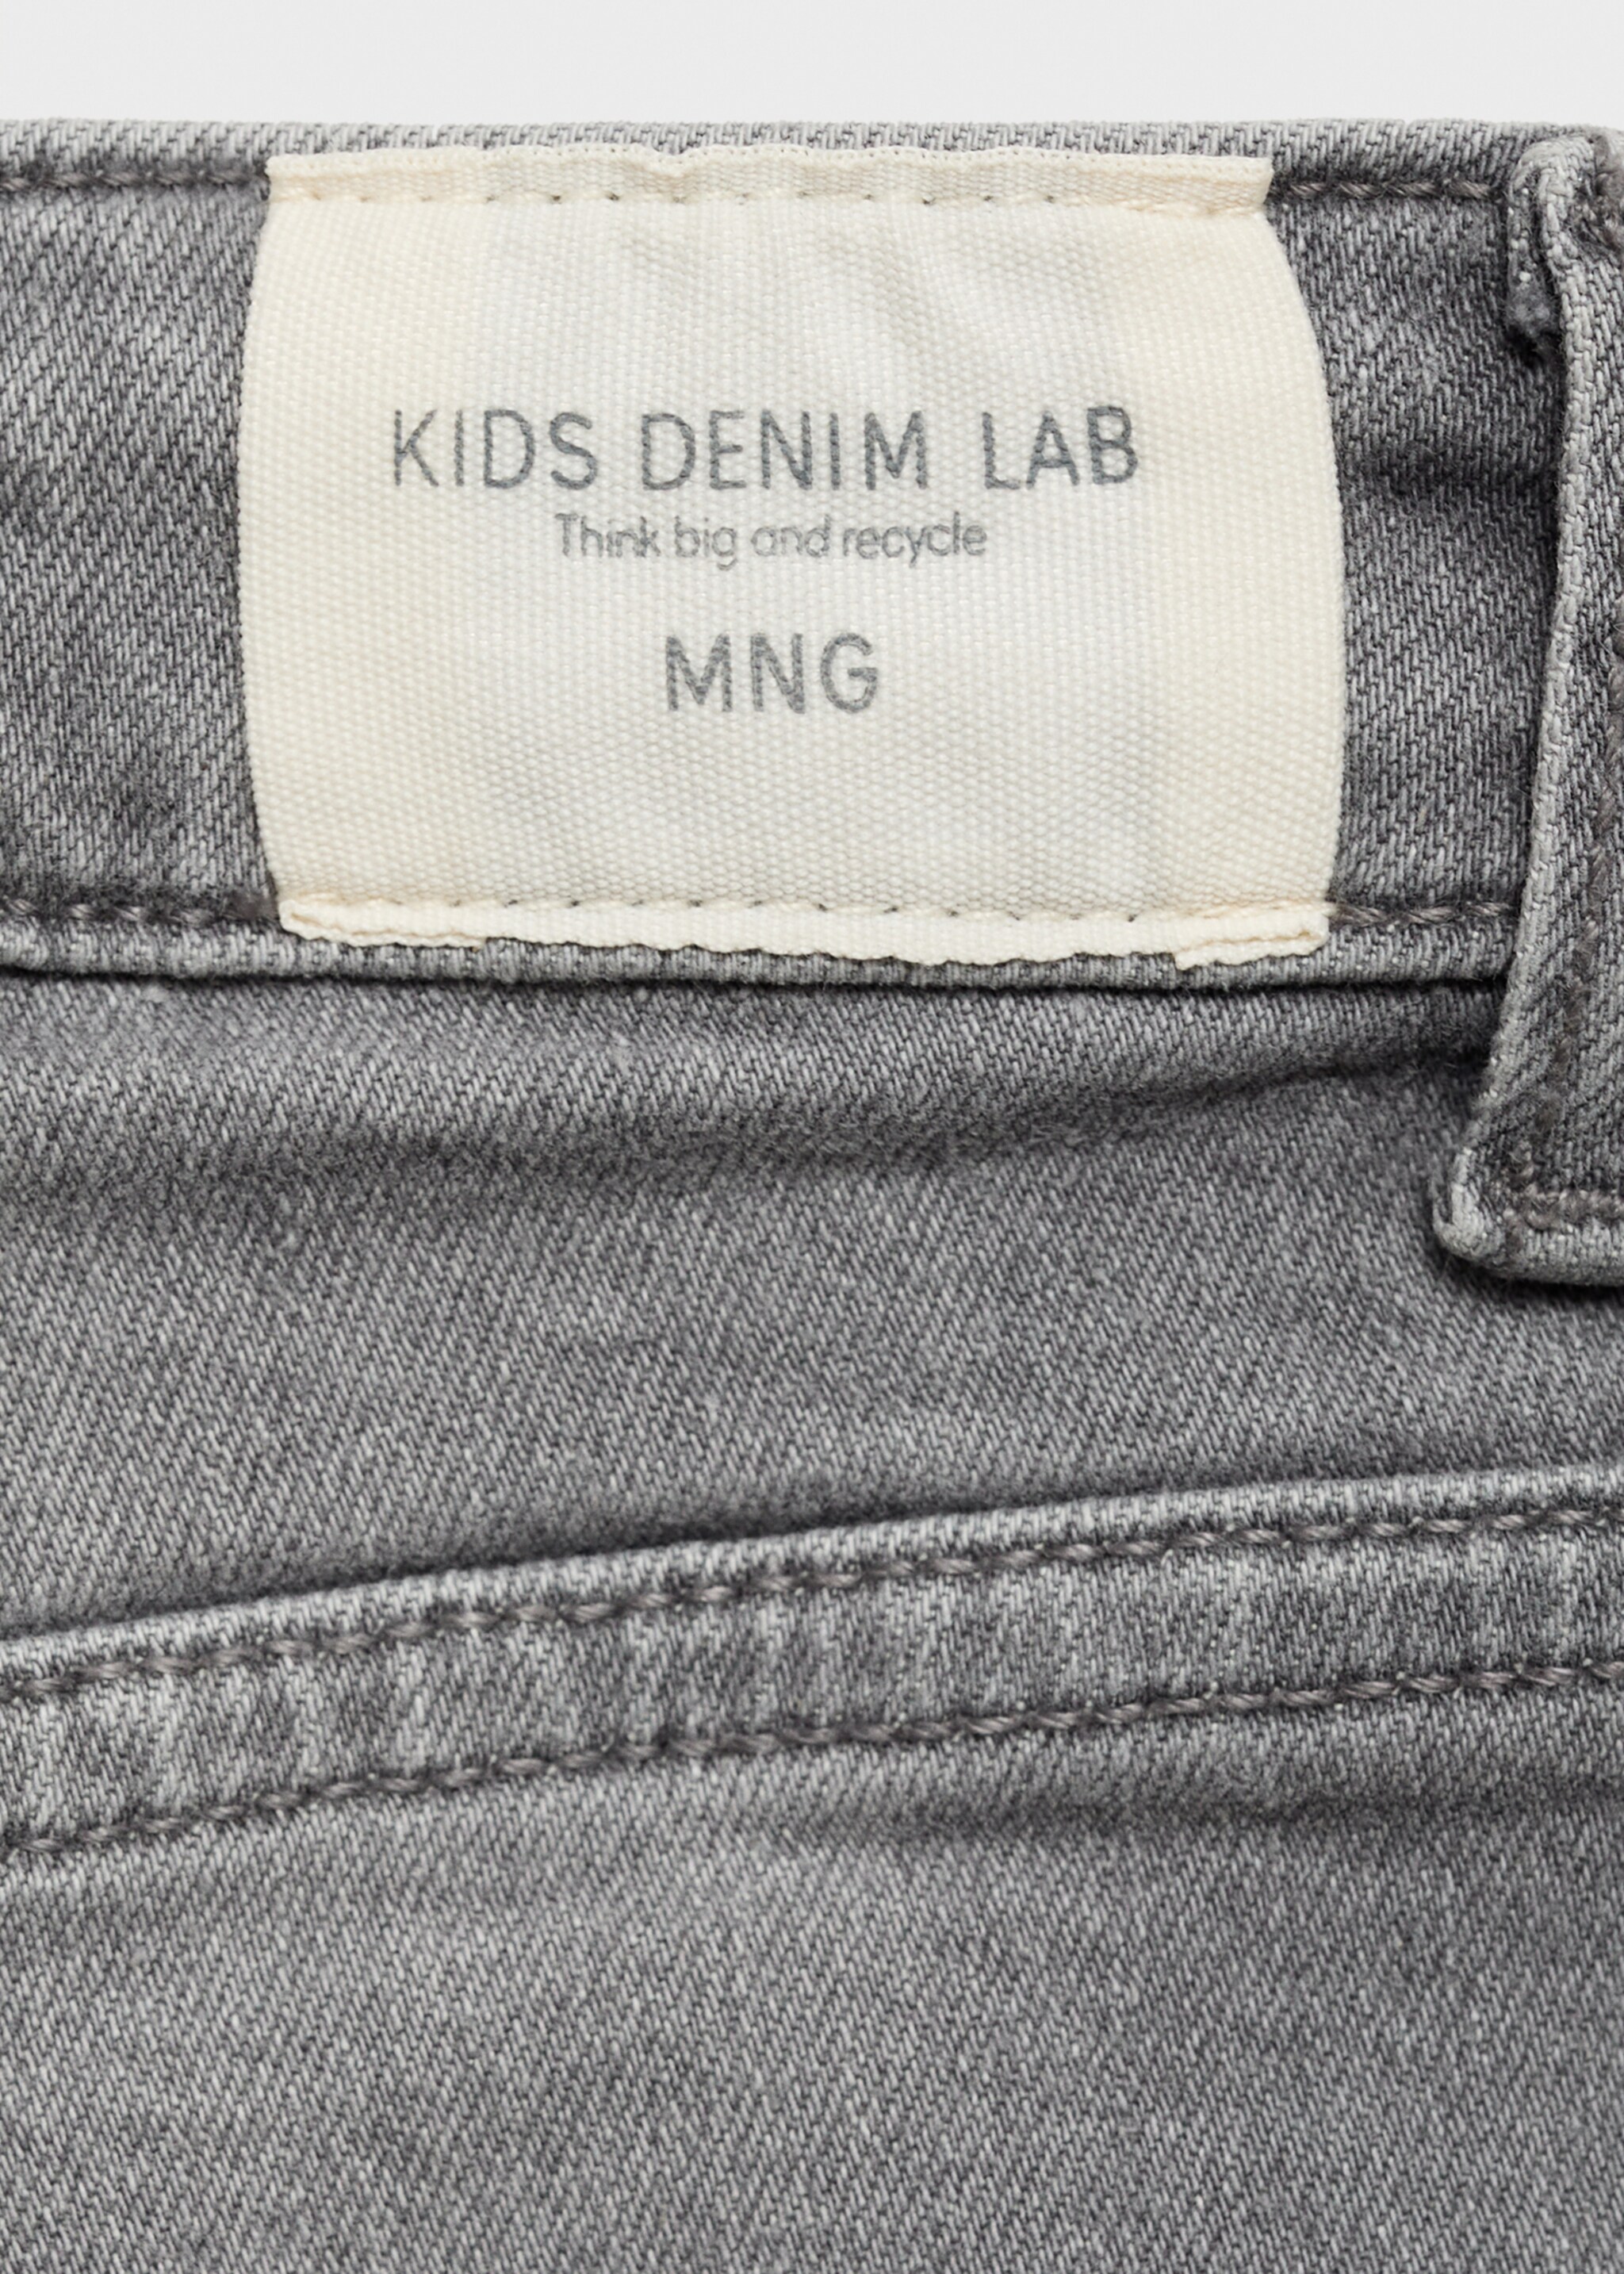 KIDS DENIM LAB
Think big and recycle
MNG